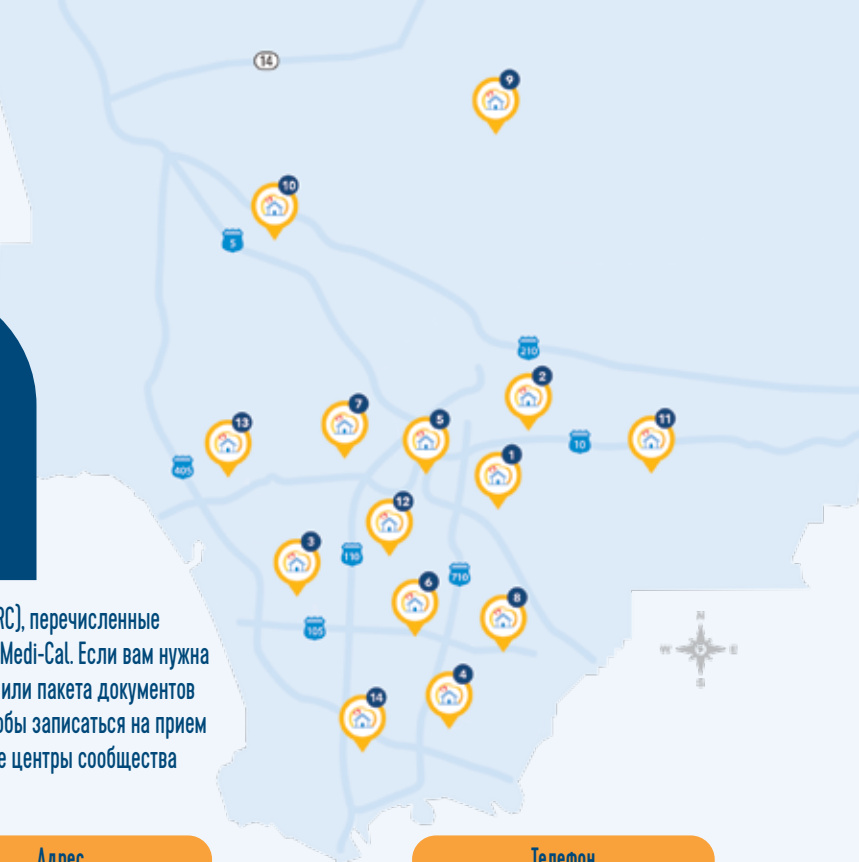 14
9
10
5
210
2
7
5
13
11
10
405
1
12
3
110
6
710
8
105
N
W
E
S
4
14
RC), перечисленные
Medi-Cal. Если вам нужна
или пакета документов
обы записаться на прием
е центры сообщества
Адрес
Телефон